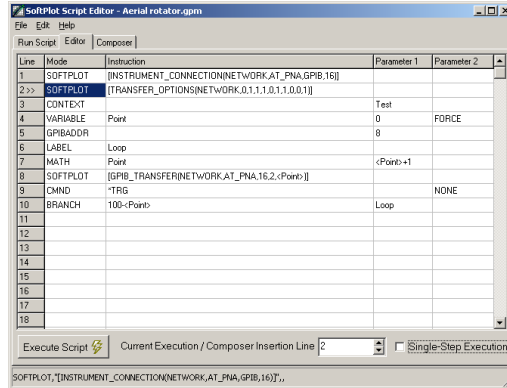 SoftPlot Script Editor - Aerial rotator.gpm
File Edit Help
Run Script Editor Composer
Line Mode Instruction Parameter 1 Parameter 2
1 SOFTPLOT [INSTRUMENT_CONNECTION(NETWORK,AT_PNA,GPIB,16)]
2 >> SOFTPLOT [TRANSFER_OPTIONS(NETWORK,0,1,1,1,0,1,1,0,0,1)]
3 CONTEXT Test
4 VARIABLE Point 0 FORCE
5 GPIBADDR 8
6 LABEL Loop
7 MATH Point <Point>+1
8 SOFTPLOT [GPIB_TRANSFER(NETWORK,AT_PNA,16,2,<Point>)]
9 CMND *TRG NONE
10 BRANCH 100-<Point> Loop
11
12
13
14
15
16
17
18
Execute Script Current Execution / Composer Insertion Line 2 Single-Step Execution
SOFTPLOT,"[INSTRUMENT_CONNECTION(NETWORK,AT_PNA,GPIB,16)]",,